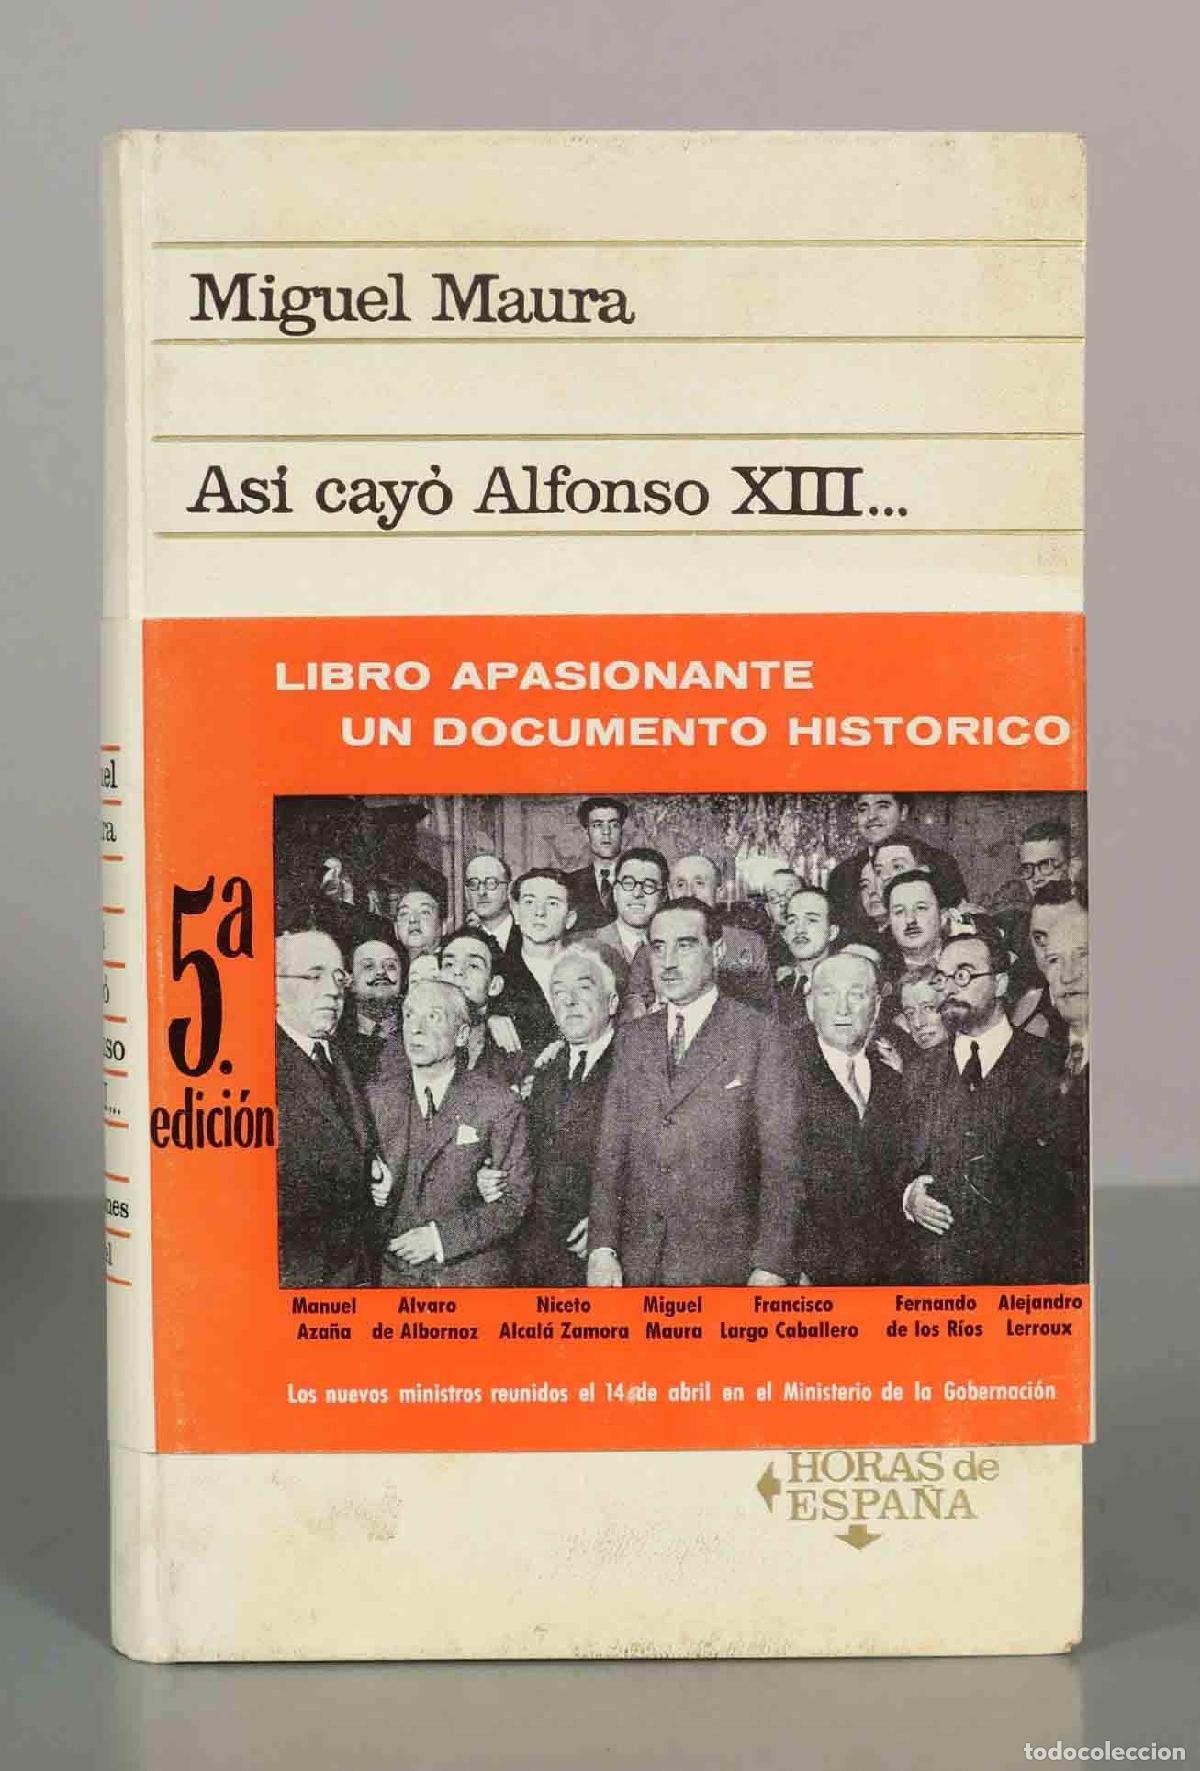 Miguel Maura
Así cayó Alfonso XIII...
LIBRO APASIONANTE
UN DOCUMENTO HISTORICO
5ª.
edición
Manuel Azaña
Alvaro de Albornoz
Niceto Alcalá Zamora
Miguel Maura
Francisco Largo Caballero
Fernando de los Ríos
Alejandro Lerroux
Los nuevos ministros reunidos el 14 de abril en el Ministerio de la Gobernación
HORAS de
ESPAÑA
todocoleccion